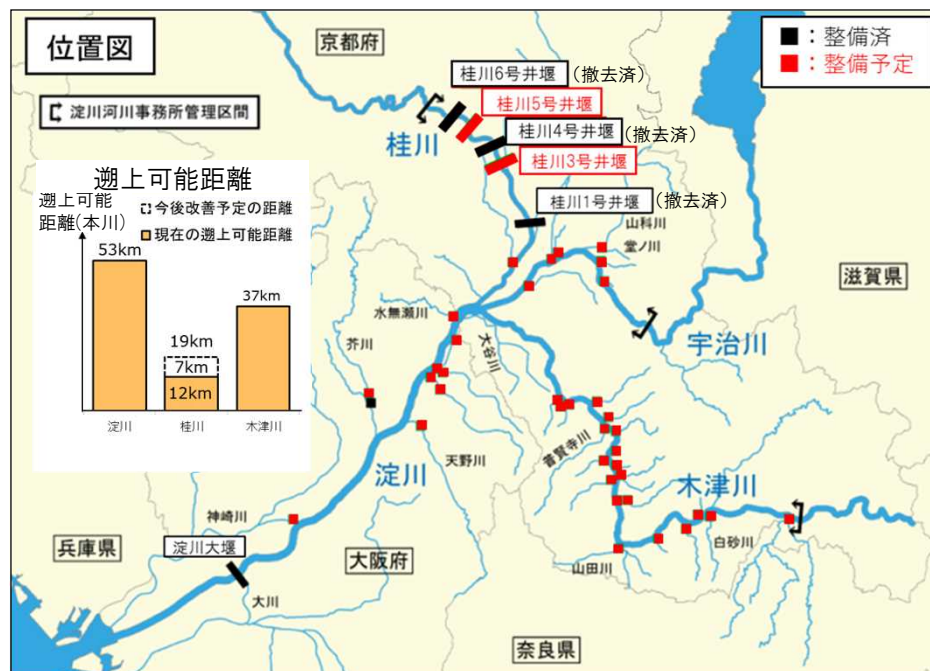 位置図
淀川河川事務所管理区間
京都府
■：整備済
■：整備予定
桂川6号井堰
(撤去済)
桂川5号井堰
桂川4号井堰
(撤去済)
桂川3号井堰
桂川1号井堰
(撤去済)
桂川
山科川
堂ノ川
滋賀県
宇治川
水無瀬川
大谷川
芥川
遡上可能距離
遡上可能
距離(本川)
今後改善予定の距離
現在の遡上可能距離
53km
19km
7km
12km
37km
淀川
桂川
木津川
普賢寺川
天野川
淀川
木津川
神崎川
白砂川
兵庫県
淀川大堰
大阪府
山田川
大川
奈良県